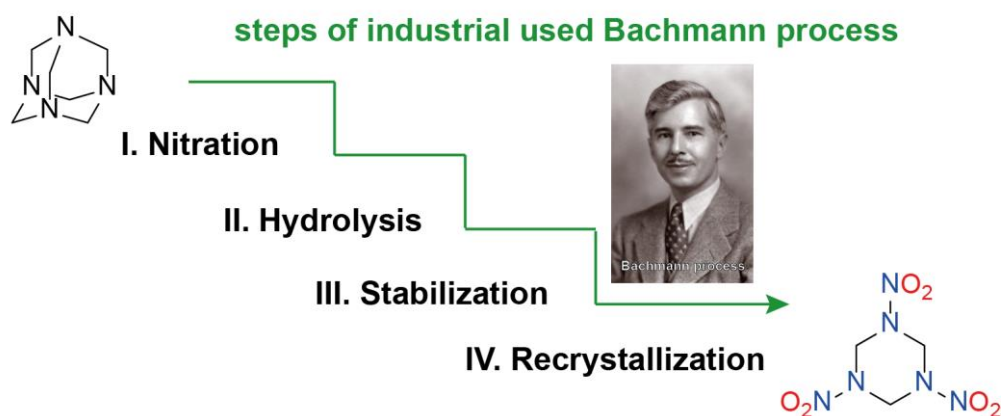 steps of industrial used Bachmann process
N
N
N
N
I. Nitration
II. Hydrolysis
Bachmann process
III. Stabilization
IV. Recrystallization
NO2
N
N
N
O2N
NO2